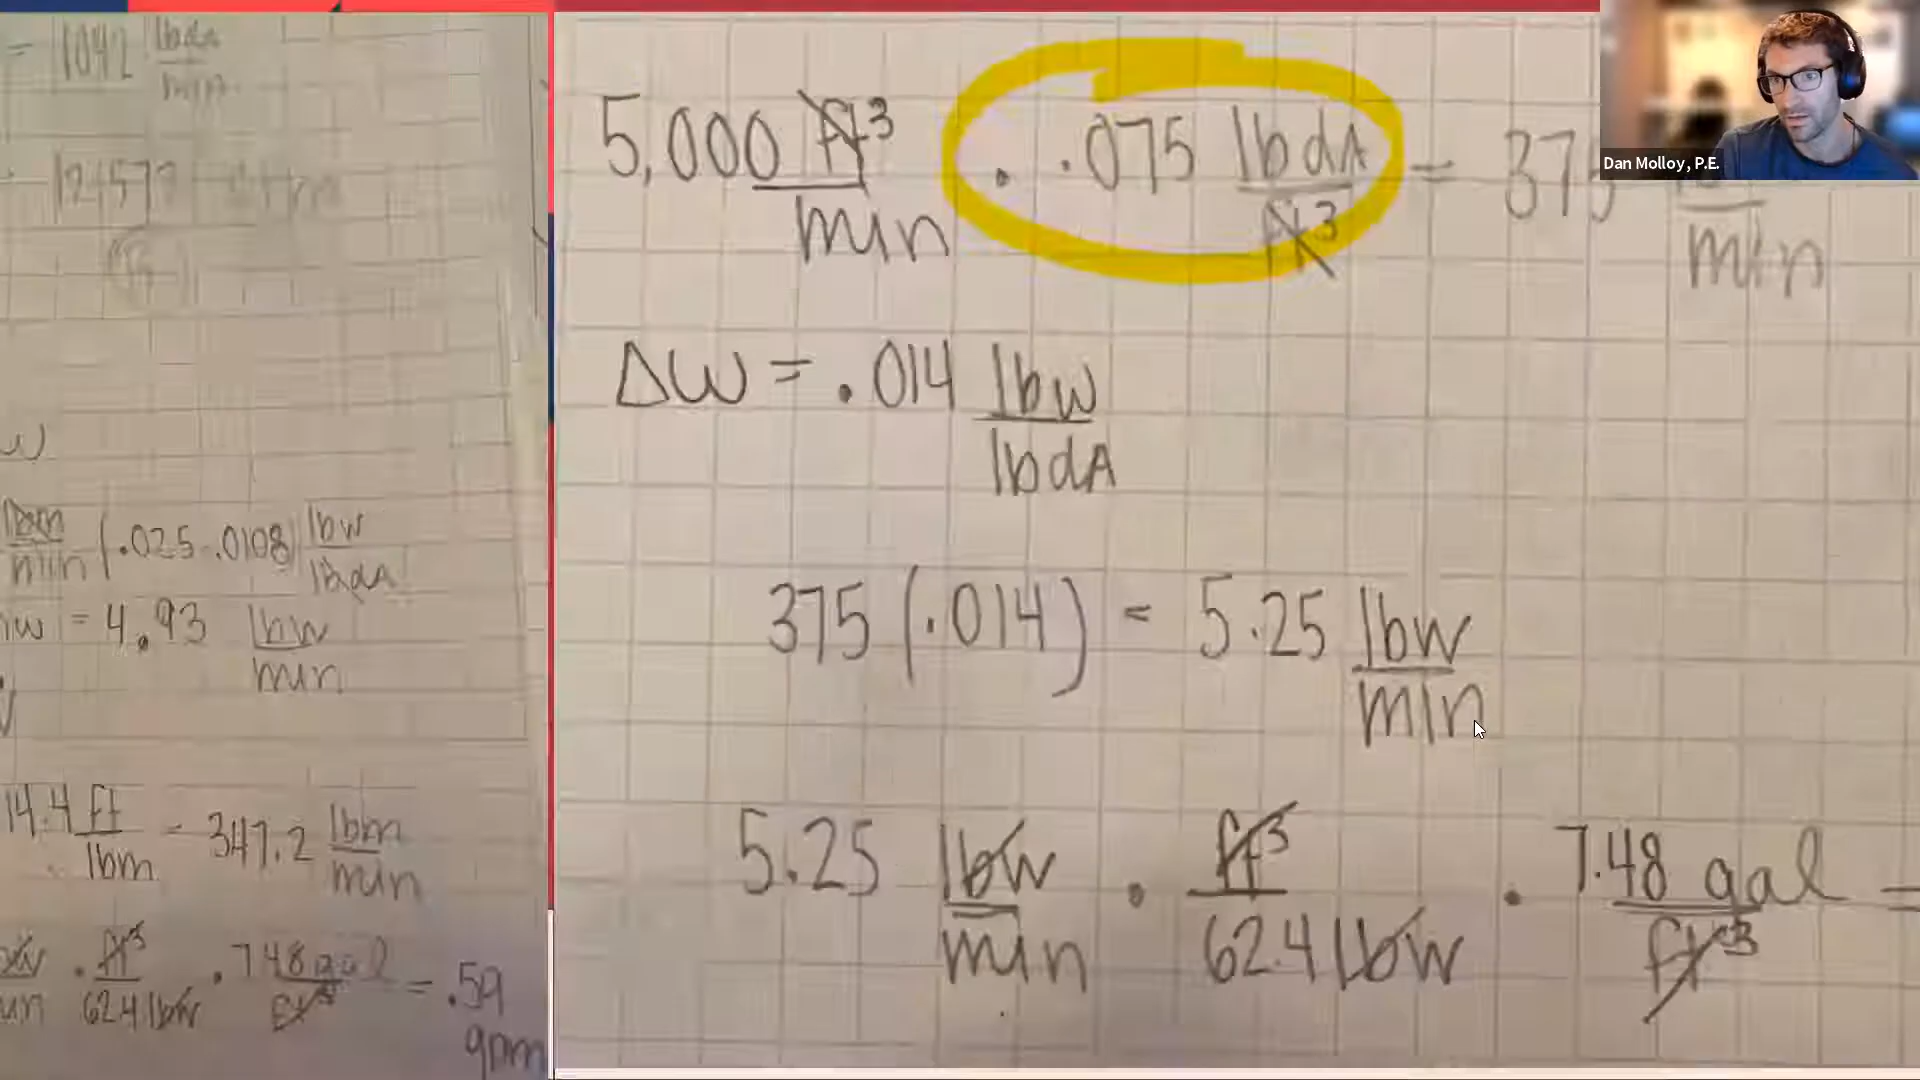 = 1042 lbda
min
w
lbm
min (.025-.0108) lbw
lbda
w = 4.93 lbw
min
14.4 ft
lbm
- 347.2 lbm
min
. ft3
62.4 lbw
. 7.48 gal
ft3
= .59
gpm
5,000 ft3
min
. .075 lbdA
ft3
= 375
min
ΔW = .014 lbw
lbdA
375 (.014) = 5.25 lbw
min
5.25 lbw
min
. ft3
62.4 lbw
. 7.48 gal
ft3
=
Dan Molloy, P.E.